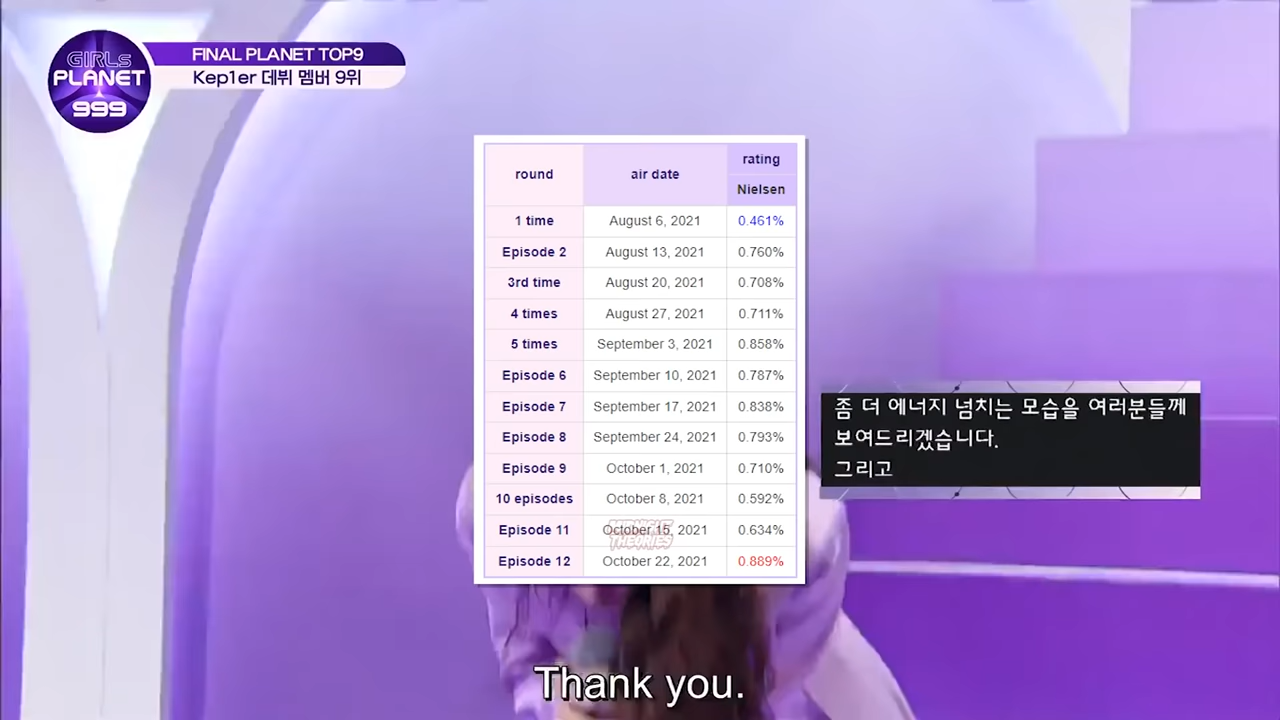 GIRLS
PLANET
999
FINAL PLANET TOP9
Kep1er 데뷔 멤버 9위
round air date rating
Nielsen
1 time August 6, 2021 0.461%
Episode 2 August 13, 2021 0.760%
3rd time August 20, 2021 0.708%
4 times August 27, 2021 0.711%
5 times September 3, 2021 0.858%
Episode 6 September 10, 2021 0.787%
Episode 7 September 17, 2021 0.838%
Episode 8 September 24, 2021 0.793%
Episode 9 October 1, 2021 0.710%
10 episodes October 8, 2021 0.592%
Episode 11 October 15, 2021 0.634%
THEORIES
Episode 12 October 22, 2021 0.889%
좀 더 에너지 넘치는 모습을 여러분들께
보여드리겠습니다.
그리고
Thank you.